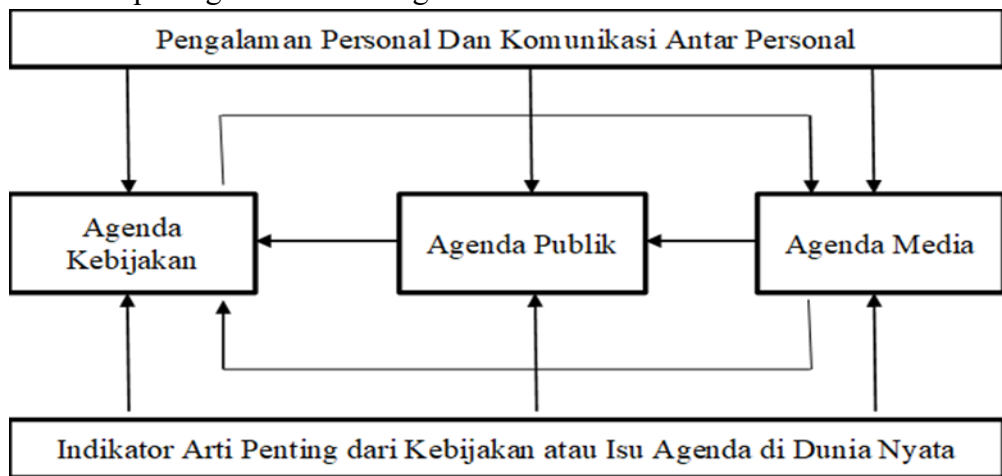 Pengalaman Personal Dan Komunikasi Antar Personal
Agenda
Kebijakan
Agenda Publik
Agenda Media
Indikator Arti Penting dari Kebijakan atau Isu Agenda di Dunia Nyata